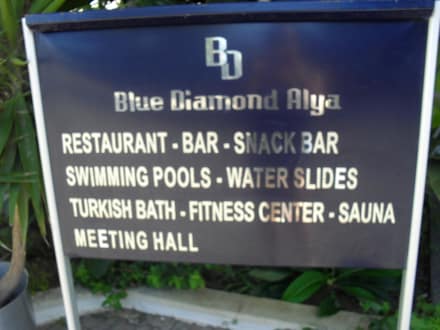 BD
Blue Diamond Alya
RESTAURANT - BAR - SNACK BAR
SWIMMING POOLS - WATER SLIDES
TURKISH BATH - FITNESS CENTER - SAUNA
MEETING HALL